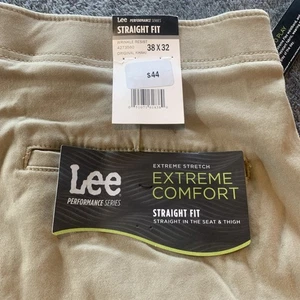 Lee PERFORMANCE SERIES
STRAIGHT FIT
38 X 32
$44
Lee
PERFORMANCE SERIES
EXTREME STRETCH
EXTREME
COMFORT
STRAIGHT FIT
STRAIGHT IN THE SEAT & THIGH